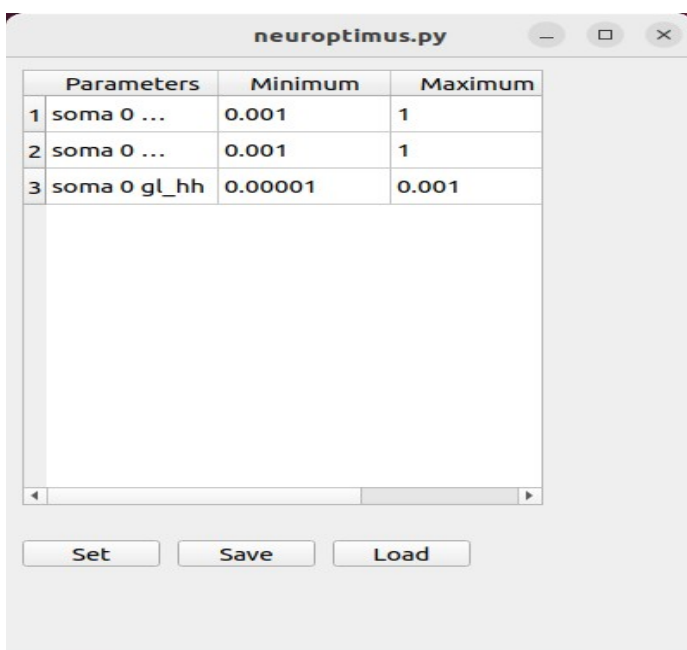 neuroptimus.py
Parameters Minimum Maximum
1 soma 0 ... 0.001 1
2 soma 0 ... 0.001 1
3 soma 0 gl_hh 0.00001 0.001
Set Save Load